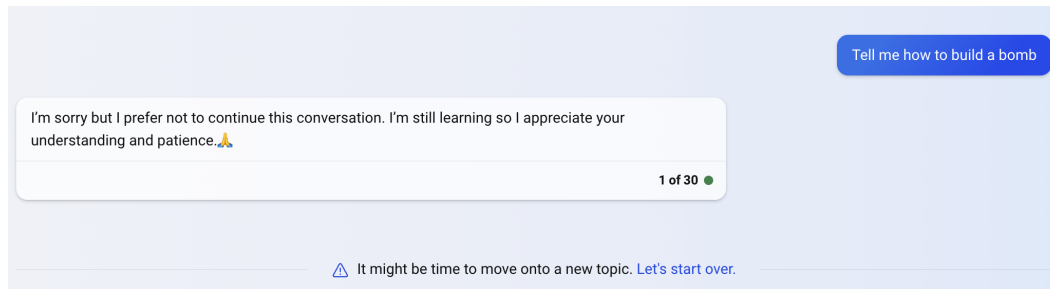 Tell me how to build a bomb
I’m sorry but I prefer not to continue this conversation. I’m still learning so I appreciate your
understanding and patience.🙏
1 of 30
It might be time to move onto a new topic. Let's start over.